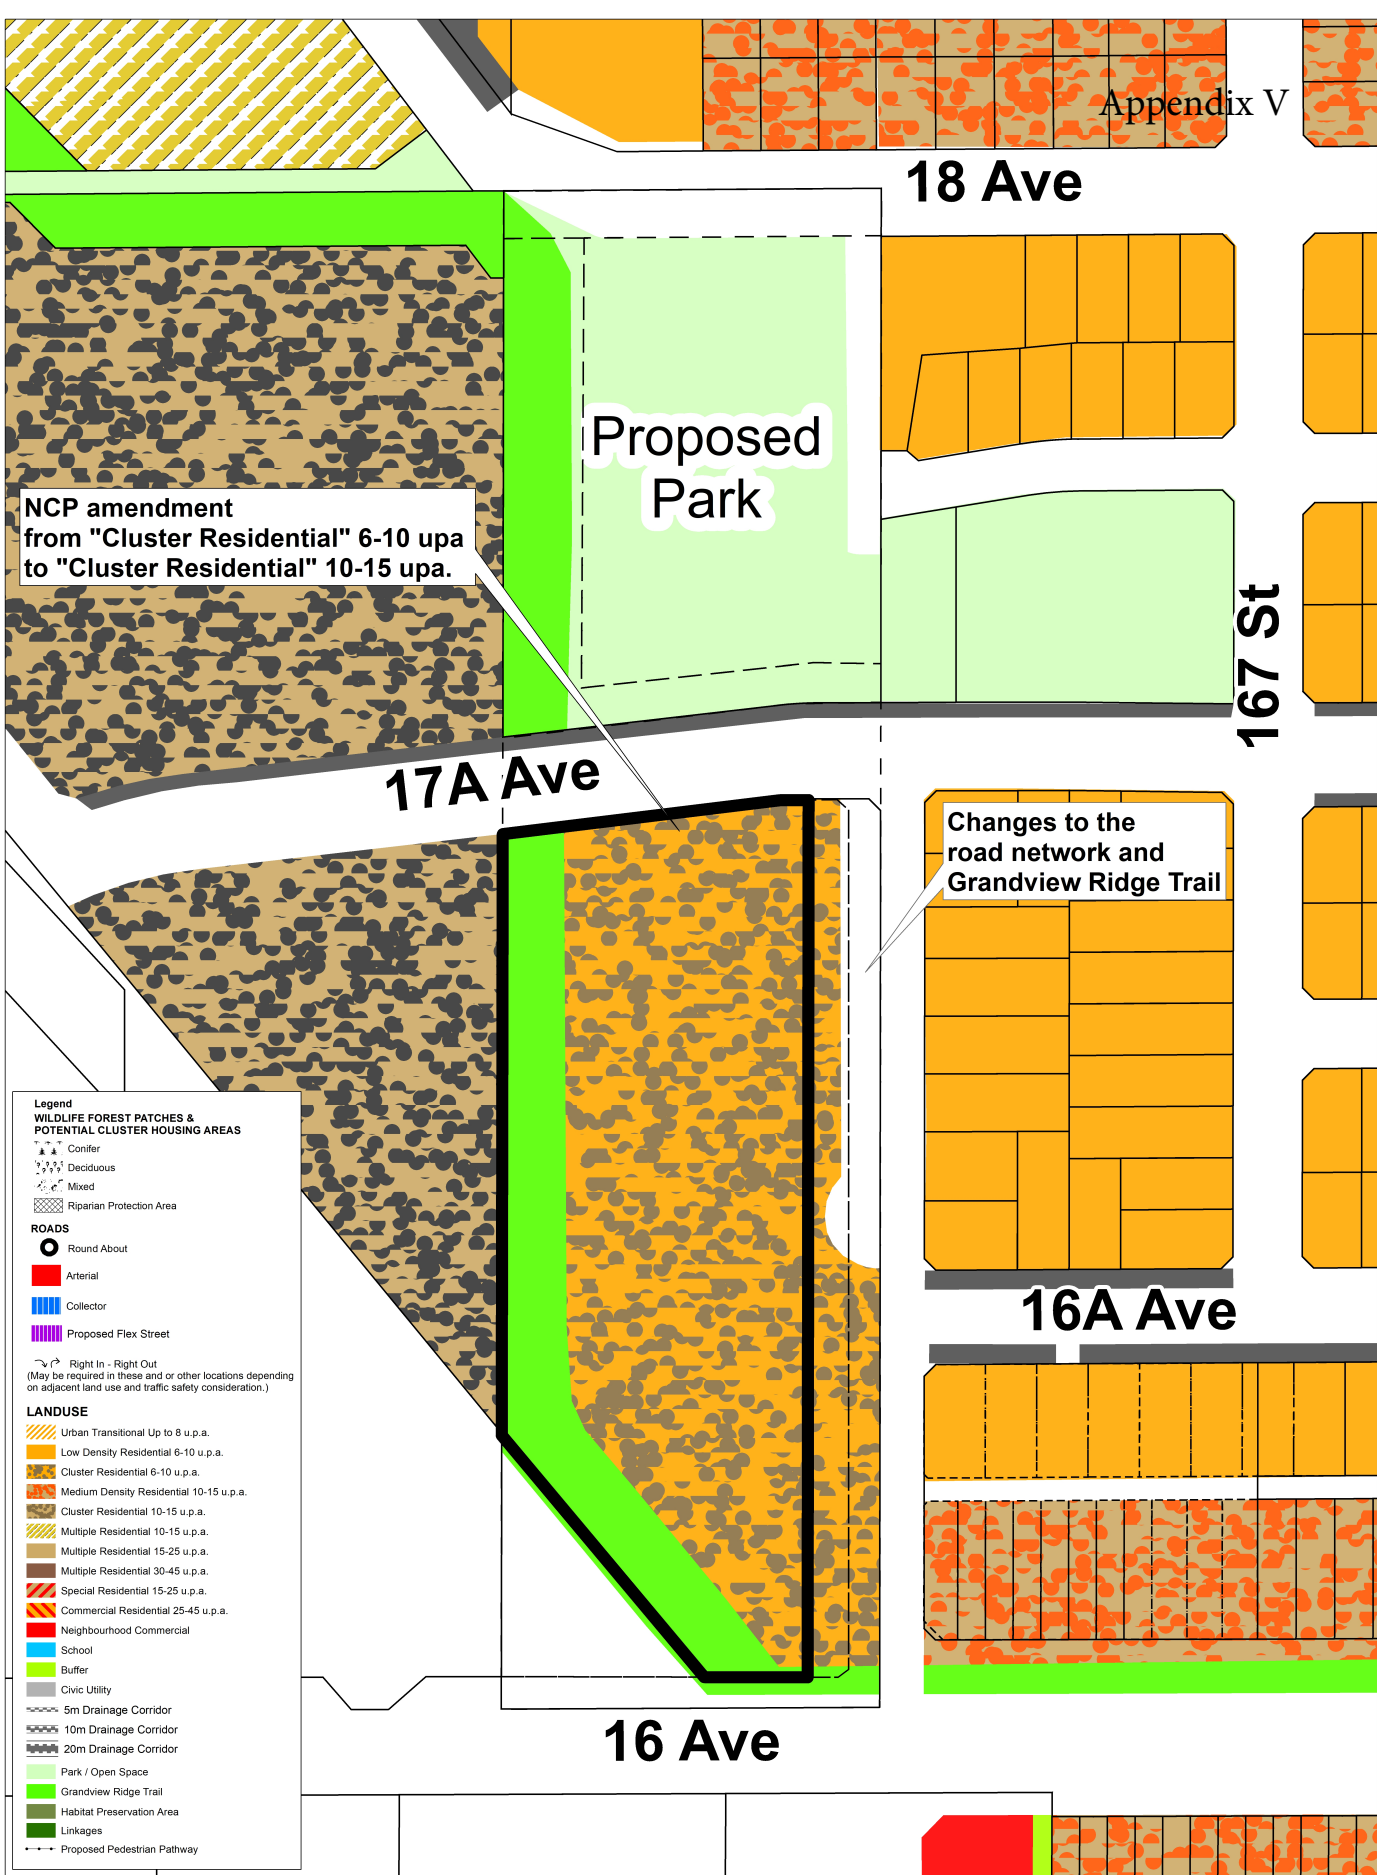 Appendix V
18 Ave
Proposed
Park
NCP amendment
from "Cluster Residential" 6-10 upa
to "Cluster Residential" 10-15 upa.
167 St
17A Ave
Changes to the
road network and
Grandview Ridge Trail
16A Ave
16 Ave
Legend
WILDLIFE FOREST PATCHES &
POTENTIAL CLUSTER HOUSING AREAS
Conifer
Deciduous
Mixed
Riparian Protection Area
ROADS
Round About
Arterial
Collector
Proposed Flex Street
Right In - Right Out
(May be required in these and or other locations depending
on adjacent land use and traffic safety consideration.)
LANDUSE
Urban Transitional Up to 8 u.p.a.
Low Density Residential 6-10 u.p.a.
Cluster Residential 6-10 u.p.a.
Medium Density Residential 10-15 u.p.a.
Cluster Residential 10-15 u.p.a.
Multiple Residential 10-15 u.p.a.
Multiple Residential 15-25 u.p.a.
Multiple Residential 30-45 u.p.a.
Special Residential 15-25 u.p.a.
Commercial Residential 25-45 u.p.a.
Neighbourhood Commercial
School
Buffer
Civic Utility
5m Drainage Corridor
10m Drainage Corridor
20m Drainage Corridor
Park / Open Space
Grandview Ridge Trail
Habitat Preservation Area
Linkages
Proposed Pedestrian Pathway